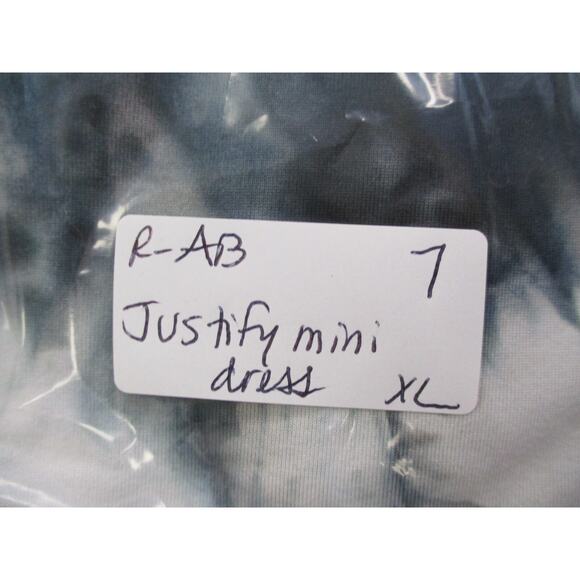 R-AB 7
Justify mini
dress XL